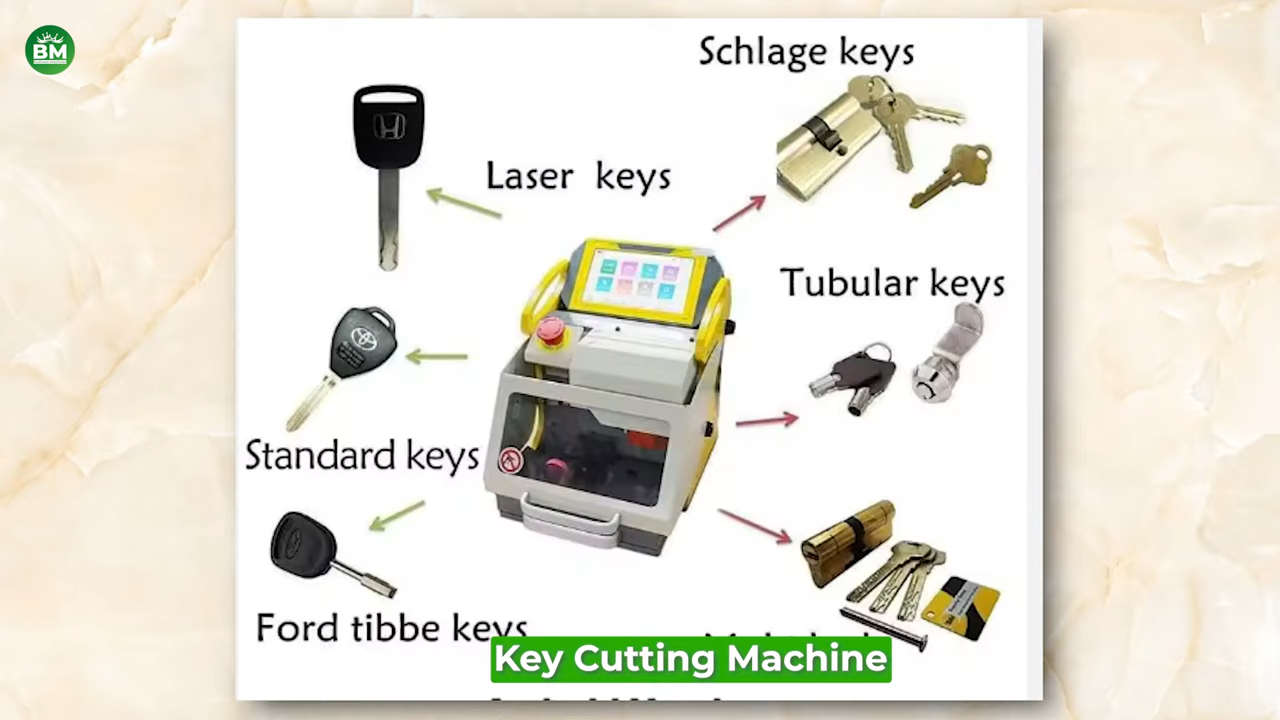 BM
Schlage keys
Laser keys
Tubular keys
Standard keys
Ford tibbe keys
Key Cutting Machine